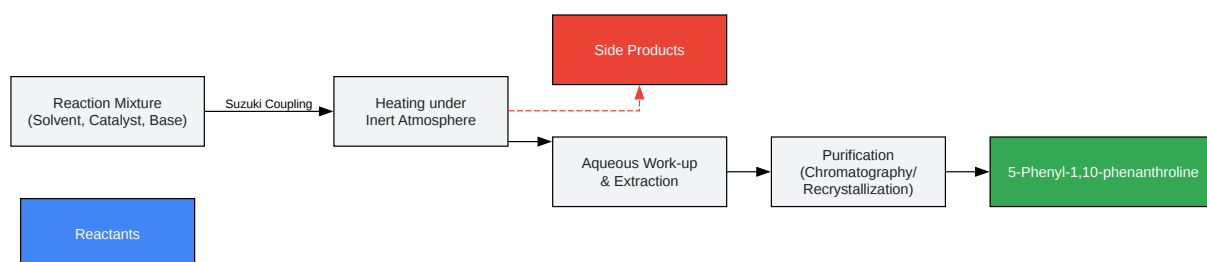 Side Products
Reaction Mixture
(Solvent, Catalyst, Base)
Suzuki Coupling
Heating under
Inert Atmosphere
Aqueous Work-up
& Extraction
Purification
(Chromatography/
Recrystallization)
5-Phenyl-1,10-phenanthroline
Reactants